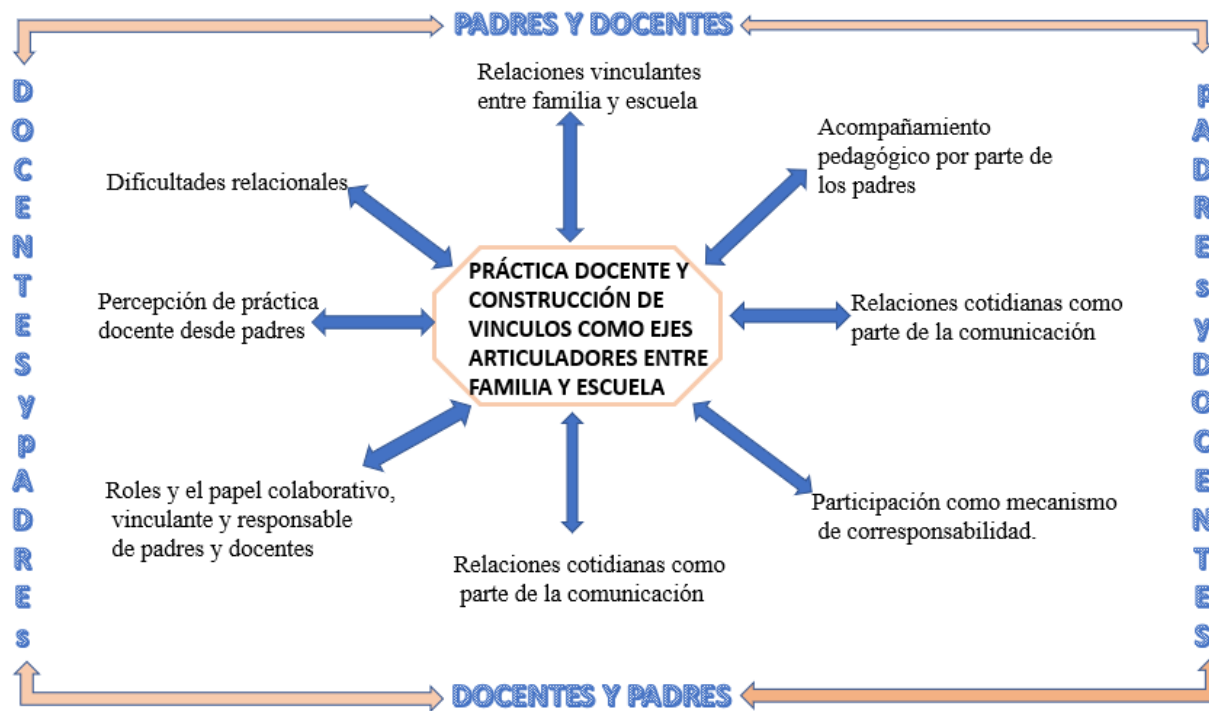 PADRES Y DOCENTES
Relaciones vinculantes
entre familia y escuela
Acompañamiento
pedagógico por parte de
los padres
Dificultades relacionales
PRÁCTICA DOCENTE Y
CONSTRUCCIÓN DE
VINCULOS COMO EJES
ARTICULADORES ENTRE
FAMILIA Y ESCUELA
Percepción de práctica
docente desde padres
Relaciones cotidianas como
parte de la comunicación
Roles y el papel colaborativo,
vinculante y responsable
de padres y docentes
Relaciones cotidianas como
parte de la comunicación
Participación como mecanismo
de corresponsabilidad.
DOCENTES Y PADRES
DOCENTES y pADREs
pADREs y DOCENTES